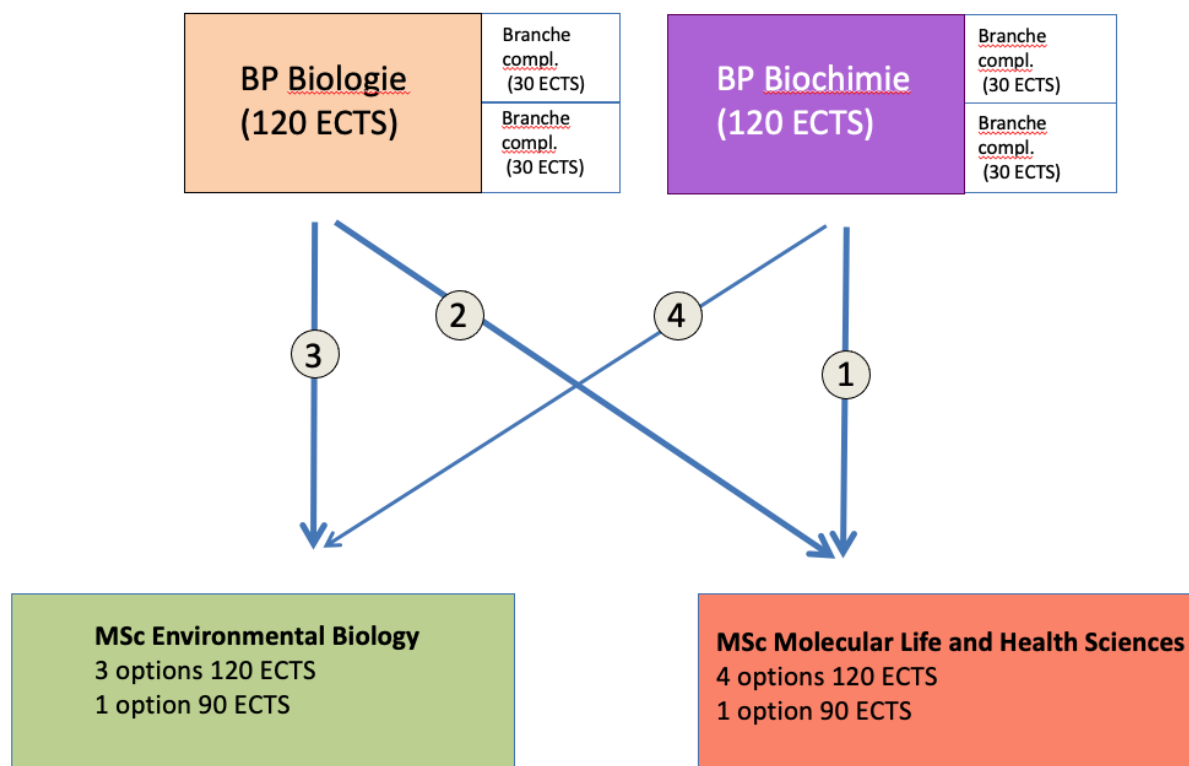 BP Biologie
(120 ECTS)
Branche
compl.
(30 ECTS)
Branche
compl.
(30 ECTS)
BP Biochimie
(120 ECTS)
Branche
compl.
(30 ECTS)
Branche
compl.
(30 ECTS)
3
2
4
1
MSc Environmental Biology
3 options 120 ECTS
1 option 90 ECTS
MSc Molecular Life and Health Sciences
4 options 120 ECTS
1 option 90 ECTS